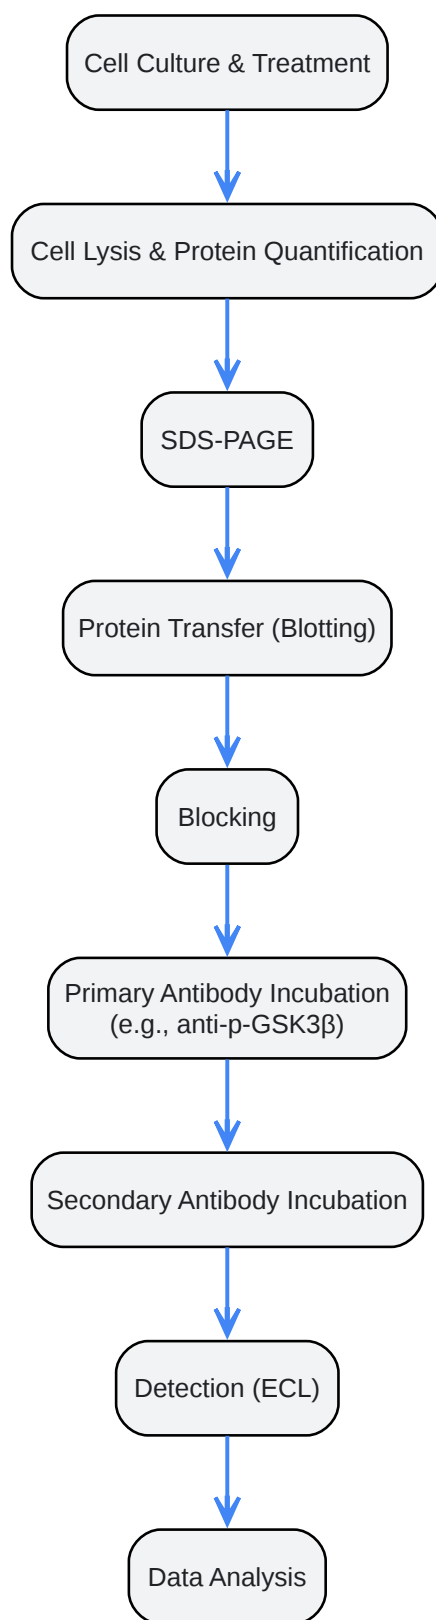 Cell Culture & Treatment
Cell Lysis & Protein Quantification
SDS-PAGE
Protein Transfer (Blotting)
Blocking
Primary Antibody Incubation
(e.g., anti-p-GSK3β)
Secondary Antibody Incubation
Detection (ECL)
Data Analysis